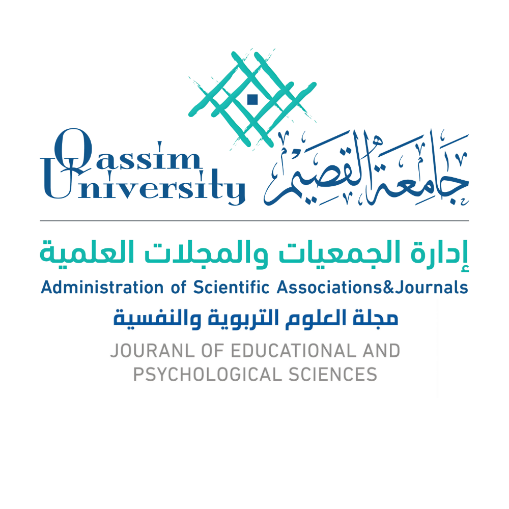 Qassim
University
جامعة القصيم
إدارة الجمعيات والمجلات العلمية
Administration of Scientific Associations&Journals
مجلة العلوم التربوية والنفسية
JOURANL OF EDUCATIONAL AND
PSYCHOLOGICAL SCIENCES